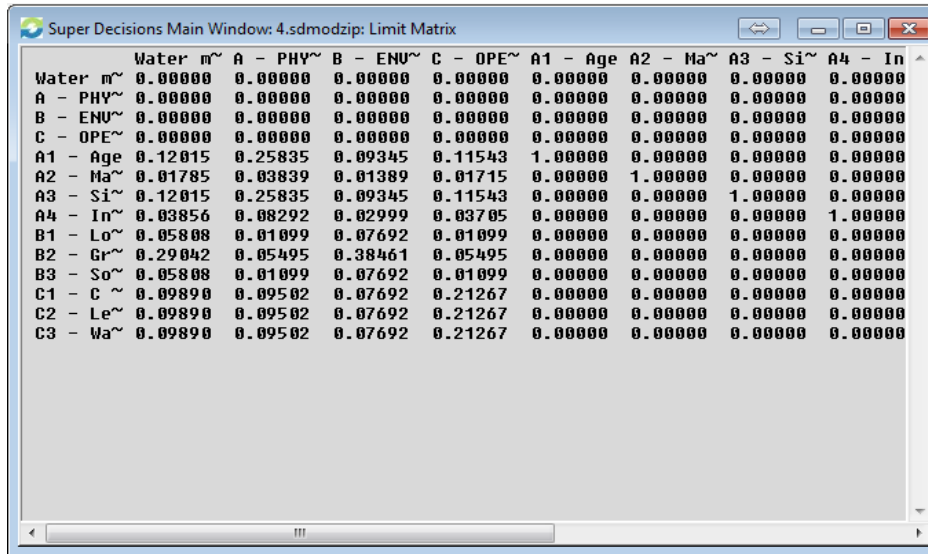 Super Decisions Main Window: 4.sdmodzip: Limit Matrix
Water m~ A - PHY~ B - ENV~ C - OPE~ A1 - Age A2 - Ma~ A3 - Si~ A4 - In
Water m~ 0.00000 0.00000 0.00000 0.00000 0.00000 0.00000 0.00000 0.00000
A - PHY~ 0.00000 0.00000 0.00000 0.00000 0.00000 0.00000 0.00000 0.00000
B - ENV~ 0.00000 0.00000 0.00000 0.00000 0.00000 0.00000 0.00000 0.00000
C - OPE~ 0.00000 0.00000 0.00000 0.00000 0.00000 0.00000 0.00000 0.00000
A1 - Age 0.12015 0.25835 0.09345 0.11543 1.00000 0.00000 0.00000 0.00000
A2 - Ma~ 0.01785 0.03839 0.01389 0.01715 0.00000 1.00000 0.00000 0.00000
A3 - Si~ 0.12015 0.25835 0.09345 0.11543 0.00000 0.00000 1.00000 0.00000
A4 - In~ 0.03856 0.08292 0.02999 0.03705 0.00000 0.00000 0.00000 1.00000
B1 - Lo~ 0.05808 0.01099 0.07692 0.01099 0.00000 0.00000 0.00000 0.00000
B2 - Gr~ 0.29042 0.05495 0.38461 0.05495 0.00000 0.00000 0.00000 0.00000
B3 - So~ 0.05808 0.01099 0.07692 0.01099 0.00000 0.00000 0.00000 0.00000
C1 - C ~ 0.09890 0.09502 0.07692 0.21267 0.00000 0.00000 0.00000 0.00000
C2 - Le~ 0.09890 0.09502 0.07692 0.21267 0.00000 0.00000 0.00000 0.00000
C3 - Wa~ 0.09890 0.09502 0.07692 0.21267 0.00000 0.00000 0.00000 0.00000